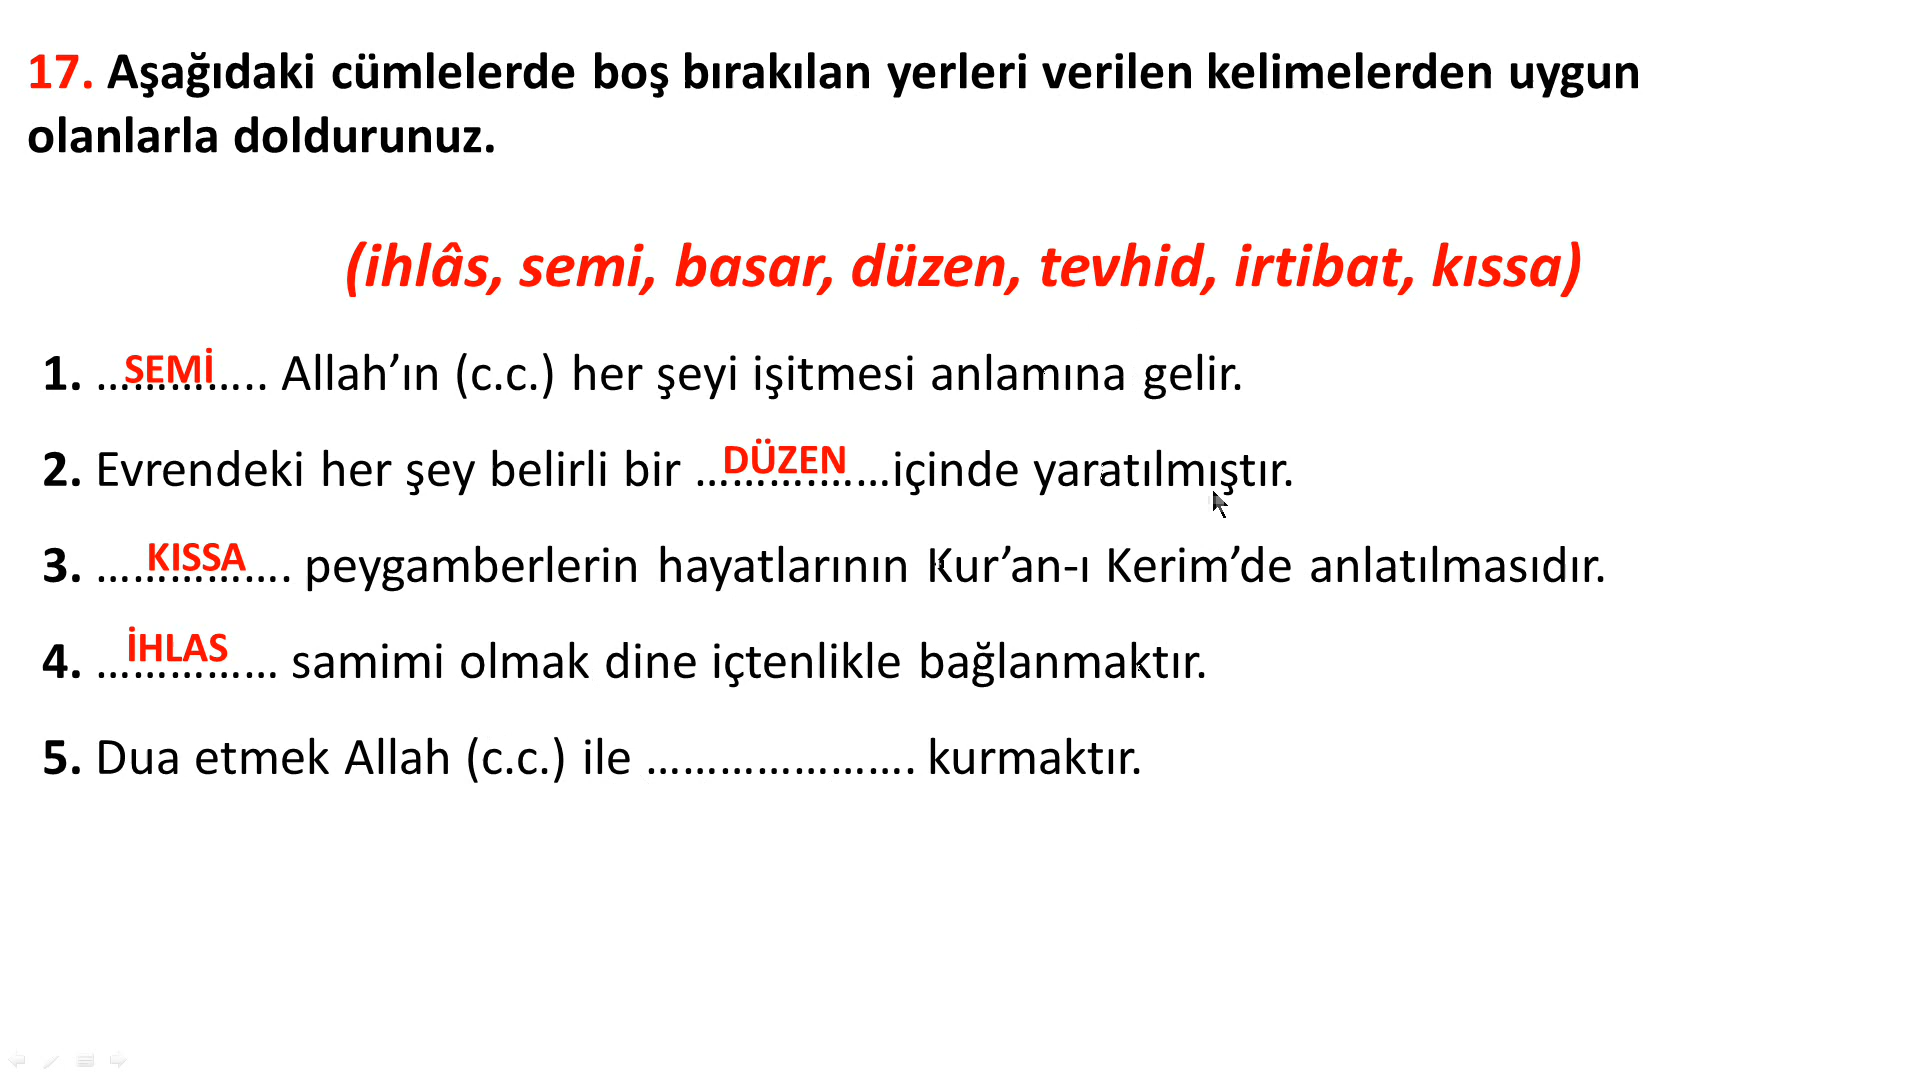 17. Aşağıdaki cümlelerde boş bırakılan yerleri verilen kelimelerden uygun
olanlarla doldurunuz.
(ihlâs, semi, basar, düzen, tevhid, irtibat, kıssa)
1. …SEMİ….. Allah’ın (c.c.) her şeyi işitmesi anlamına gelir.
2. Evrendeki her şey belirli bir …DÜZEN…içinde yaratılmıştır.
3. …KISSA…. peygamberlerin hayatlarının Kur’an-ı Kerim’de anlatılmasıdır.
4. …İHLAS… samimi olmak dine içtenlikle bağlanmaktır.
5. Dua etmek Allah (c.c.) ile …………………. kurmaktır.